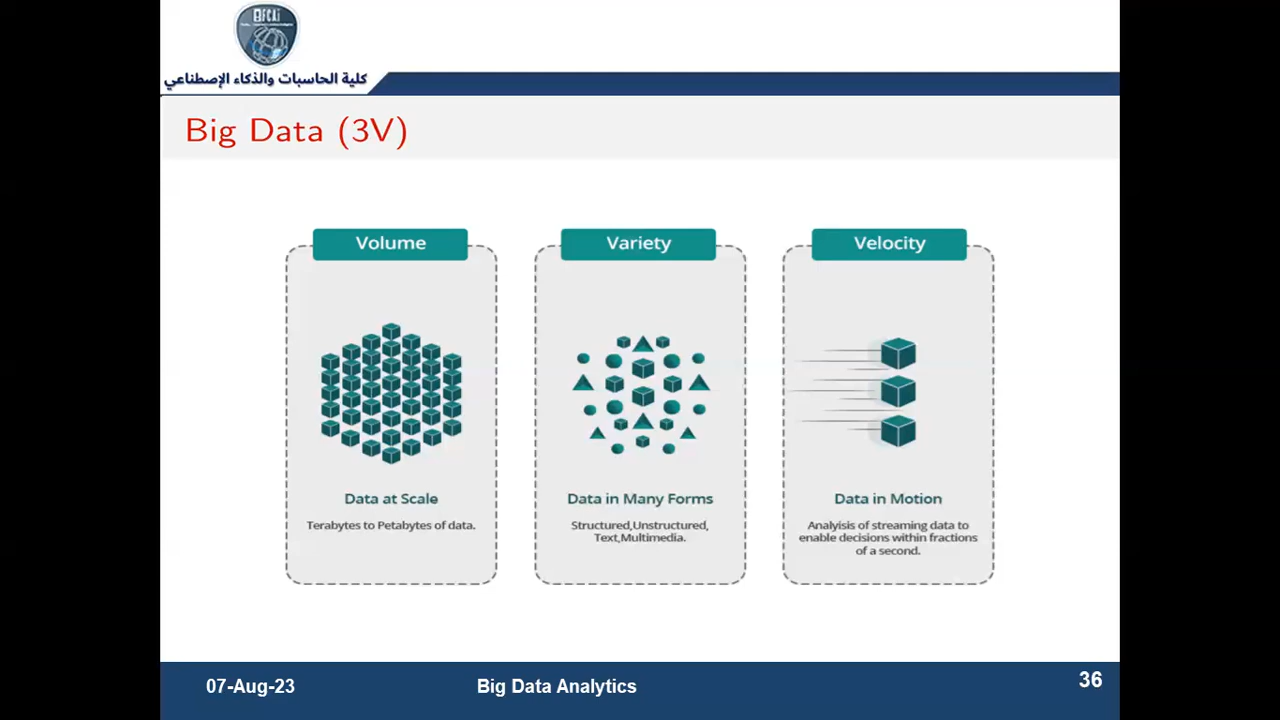 FCAi
كلية الحاسبات والذكاء الإصطناعي
Big Data (3V)
Volume
Data at Scale
Terabytes to Petabytes of data.
Variety
Data in Many Forms
Structured,Unstructured,
Text,Multimedia.
Velocity
Data in Motion
Analyisis of streaming data to
enable decisions within fractions
of a second.
07-Aug-23
Big Data Analytics
36